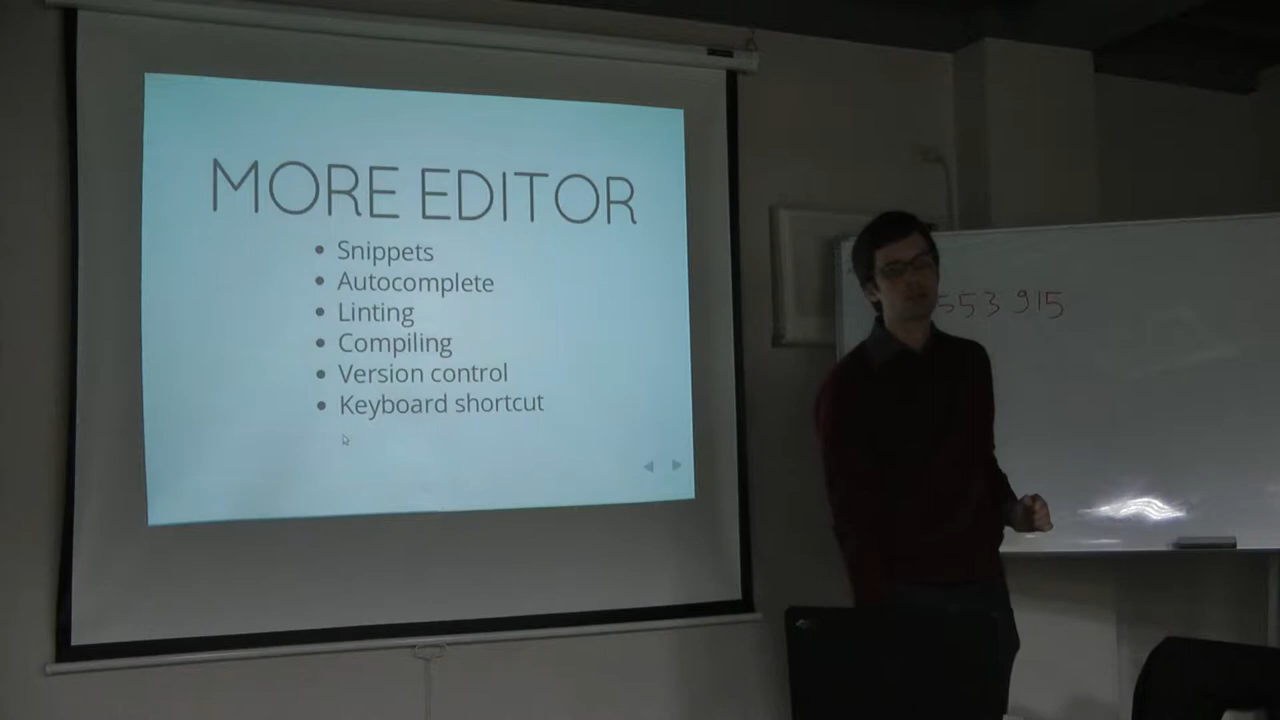 MORE EDITOR
Snippets
Autocomplete
Linting
Compiling
Version control
Keyboard shortcut
553 915